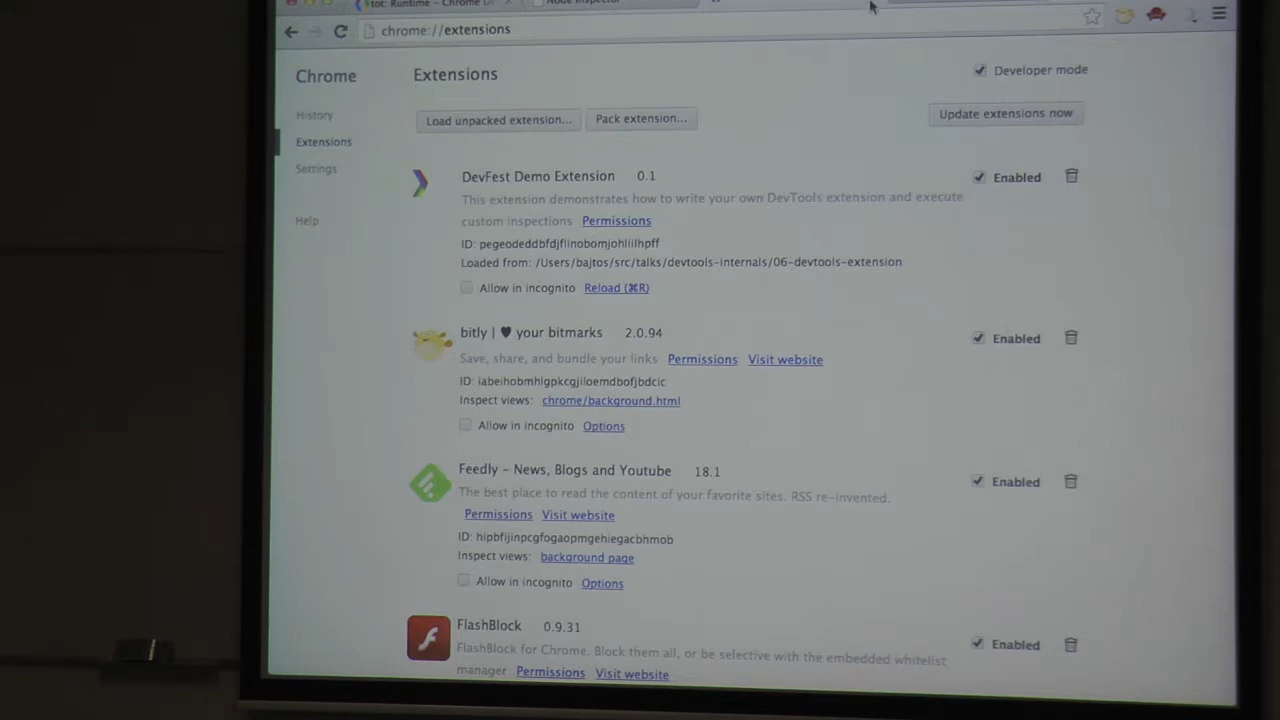 tot: Runtime - Chrome D
Node Inspector
chrome://extensions
Chrome
Extensions
Developer mode
History
Extensions
Settings
Help
Load unpacked extension...
Pack extension...
Update extensions now
DevFest Demo Extension 0.1
Enabled
This extension demonstrates how to write your own DevTools extension and execute
custom inspections Permissions
ID: pegeodeddbfdjflinobomjohliilhpff
Loaded from: /Users/bajtos/src/talks/devtools-internals/06-devtools-extension
Allow in incognito Reload (⌘R)
bitly | ♥ your bitmarks 2.0.94
Enabled
Save, share, and bundle your links Permissions Visit website
ID: iabeihobmhlgpkcgjiloemdbofjbdcic
Inspect views: chrome/background.html
Allow in incognito Options
Feedly - News, Blogs and Youtube 18.1
Enabled
The best place to read the content of your favorite sites. RSS re-invented.
Permissions Visit website
ID: hipbfijinpcgfogaopmgehiegacbhmob
Inspect views: background page
Allow in incognito Options
FlashBlock 0.9.31
Enabled
FlashBlock for Chrome. Block them all, or be selective with the embedded whitelist
manager Permissions Visit website